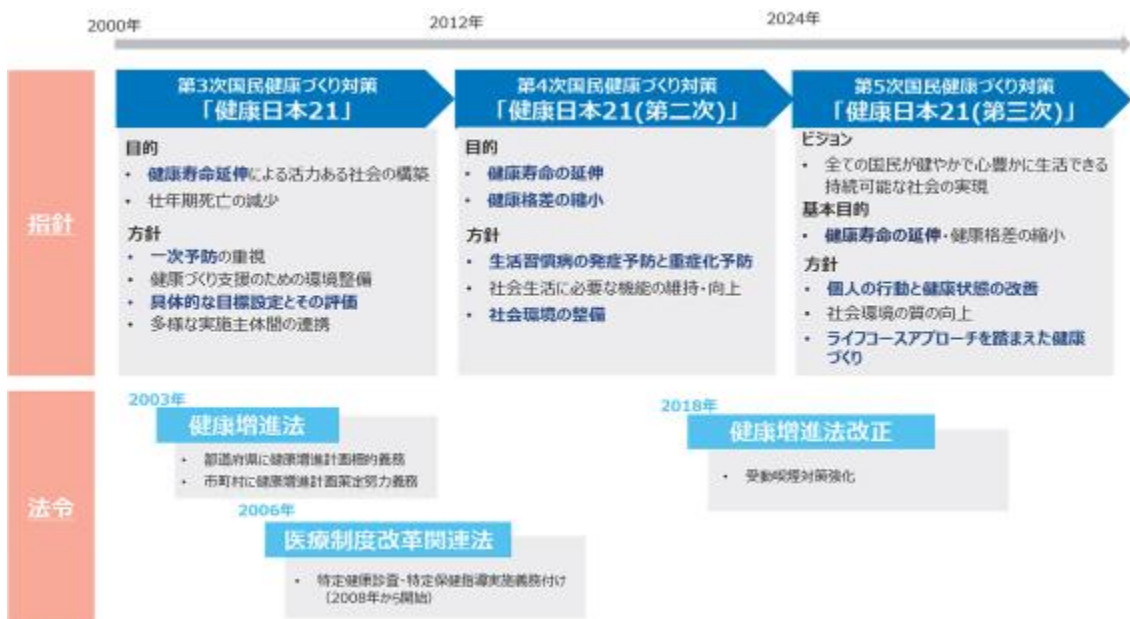 2000年
2012年
2024年
指針
第3次国民健康づくり対策
「健康日本21」
目的
• 健康寿命延伸による活力ある社会の構築
• 壮年期死亡の減少
方針
• 一次予防の重視
• 健康づくり支援のための環境整備
• 具体的な目標設定とその評価
• 多様な実施主体間の連携
第4次国民健康づくり対策
「健康日本21(第二次)」
目的
• 健康寿命の延伸
• 健康格差の縮小
方針
• 生活習慣病の発症予防と重症化予防
• 社会生活に必要な機能の維持・向上
• 社会環境の整備
第5次国民健康づくり対策
「健康日本21(第三次)」
ビジョン
• 全ての国民が健やかで心豊かに生活できる
持続可能な社会の実現
基本目的
• 健康寿命の延伸・健康格差の縮小
方針
• 個人の行動と健康状態の改善
• 社会環境の質の向上
• ライフコースアプローチを踏まえた健康
づくり
法令
2003年
健康増進法
• 都道府県に健康増進計画 義務
• 市町村に健康増進計画策定努力義務
2006年
医療制度改革関連法
• 特定健康診査・特定保健指導実施義務付け
（2008年から開始）
2018年
健康増進法改正
• 受動喫煙対策強化